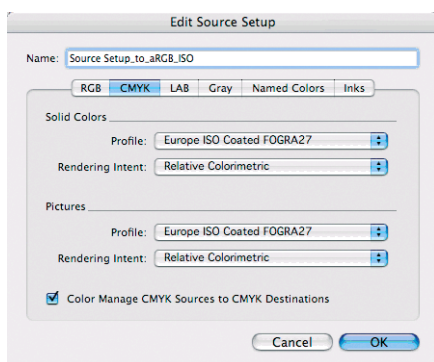 Edit Source Setup
Name: Source Setup_to_aRGB_ISO
RGB CMYK LAB Gray Named Colors Inks
Solid Colors
Profile: Europe ISO Coated FOGRA27
Rendering Intent: Relative Colorimetric
Pictures
Profile: Europe ISO Coated FOGRA27
Rendering Intent: Relative Colorimetric
Color Manage CMYK Sources to CMYK Destinations
Cancel OK